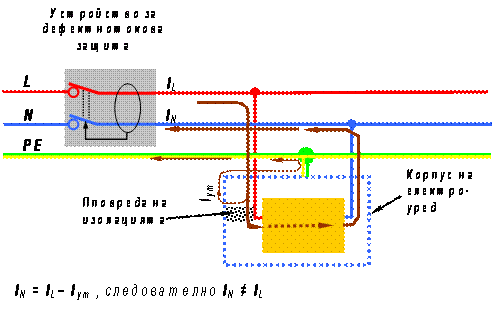 Устройство за
дефектнотокова
защита
L
I_L
N
I_N
PE
I ут
Повреда на
изолацията
Корпус на
електро-
уред
I_N = I_L – I_ут , следователно I_N ≠ I_L